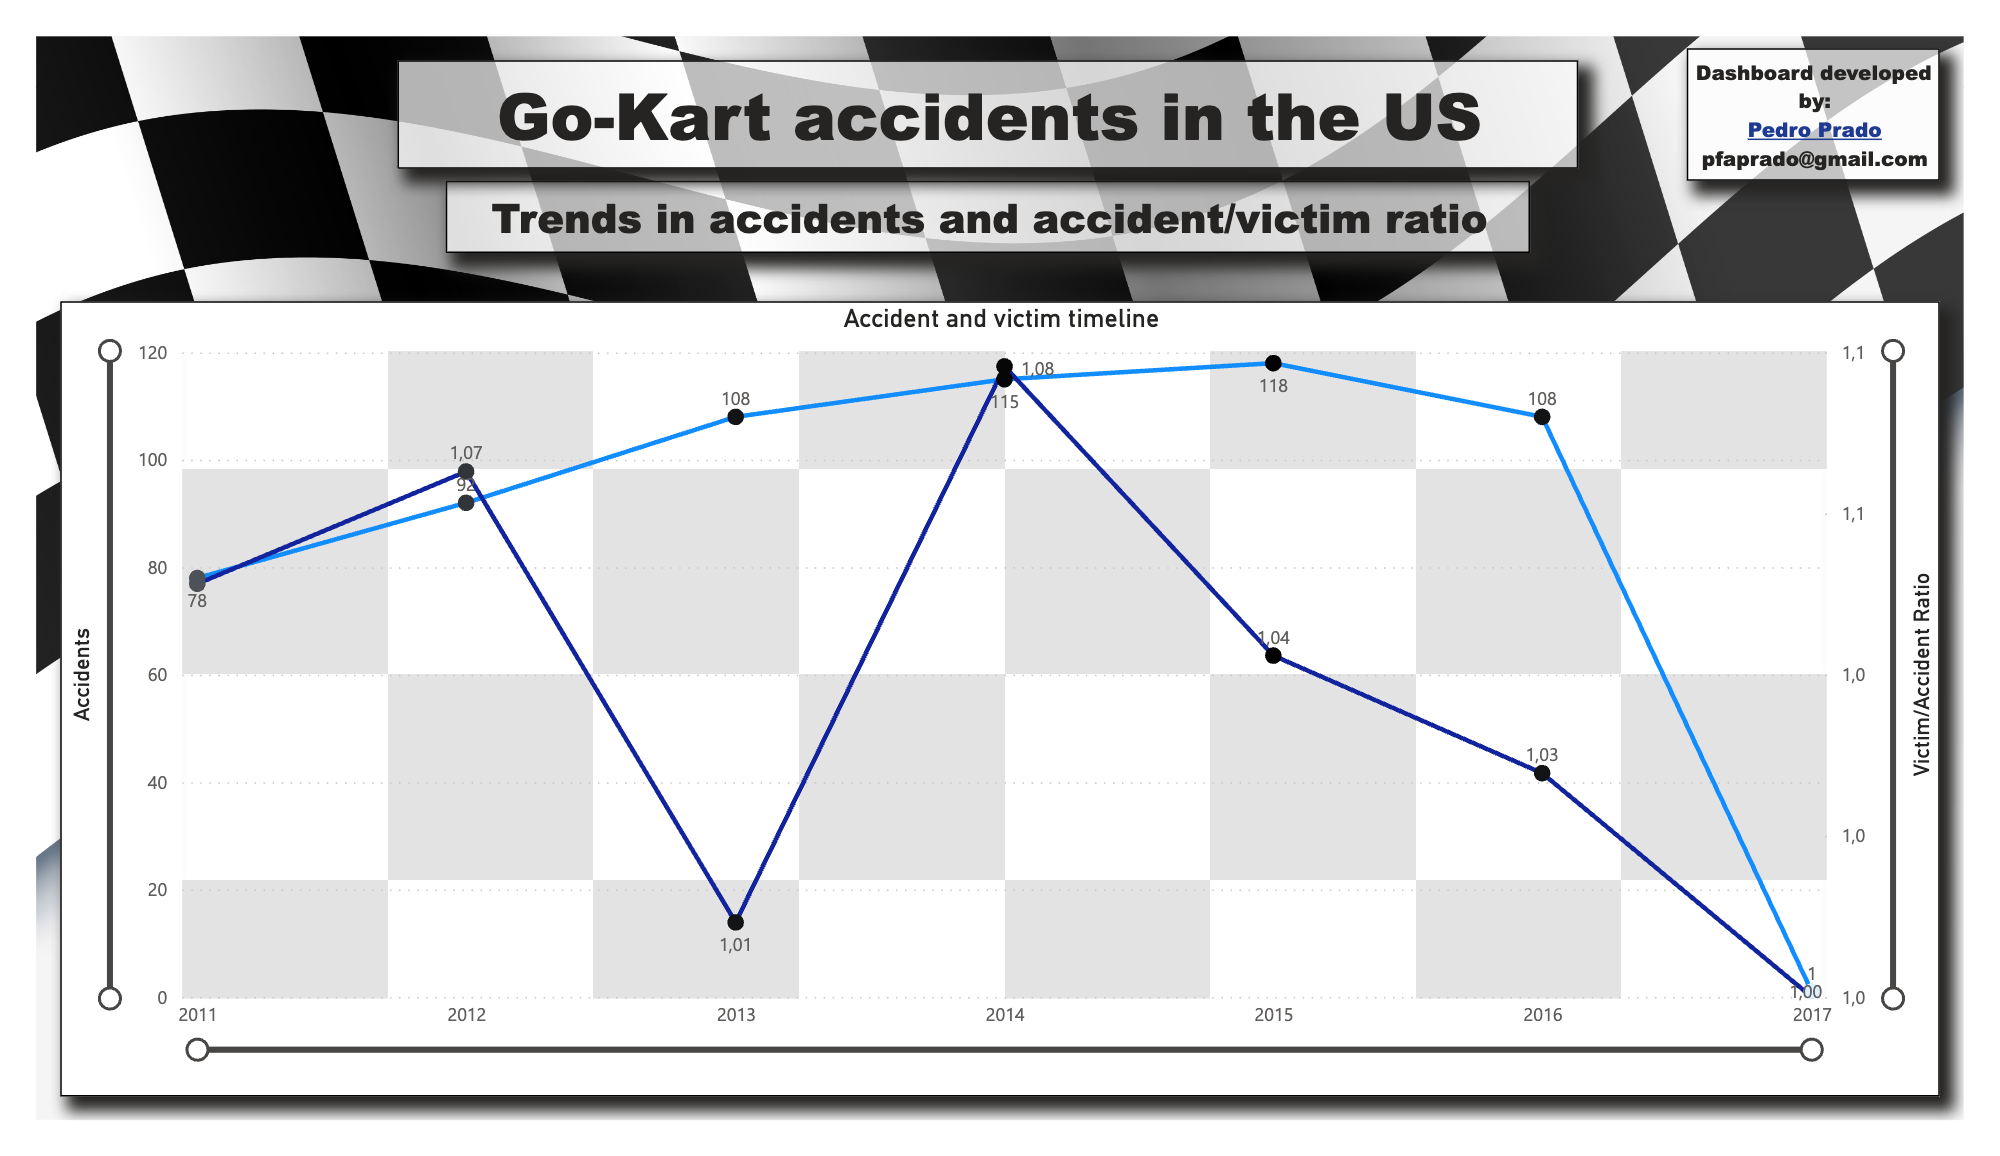 Go-Kart accidents in the US
Dashboard developed
by:
Pedro Prado
pfaprado@gmail.com
Trends in accidents and accident/victim ratio
Accident and victim timeline
120
100
80
60
40
20
0
Accidents
1,1
1,1
1,0
1,0
1,0
Victim/Accident Ratio
78
1,07
92
108
1,01
1,08
115
118
1,04
108
1,03
1
1,00
2011 2012 2013 2014 2015 2016 2017